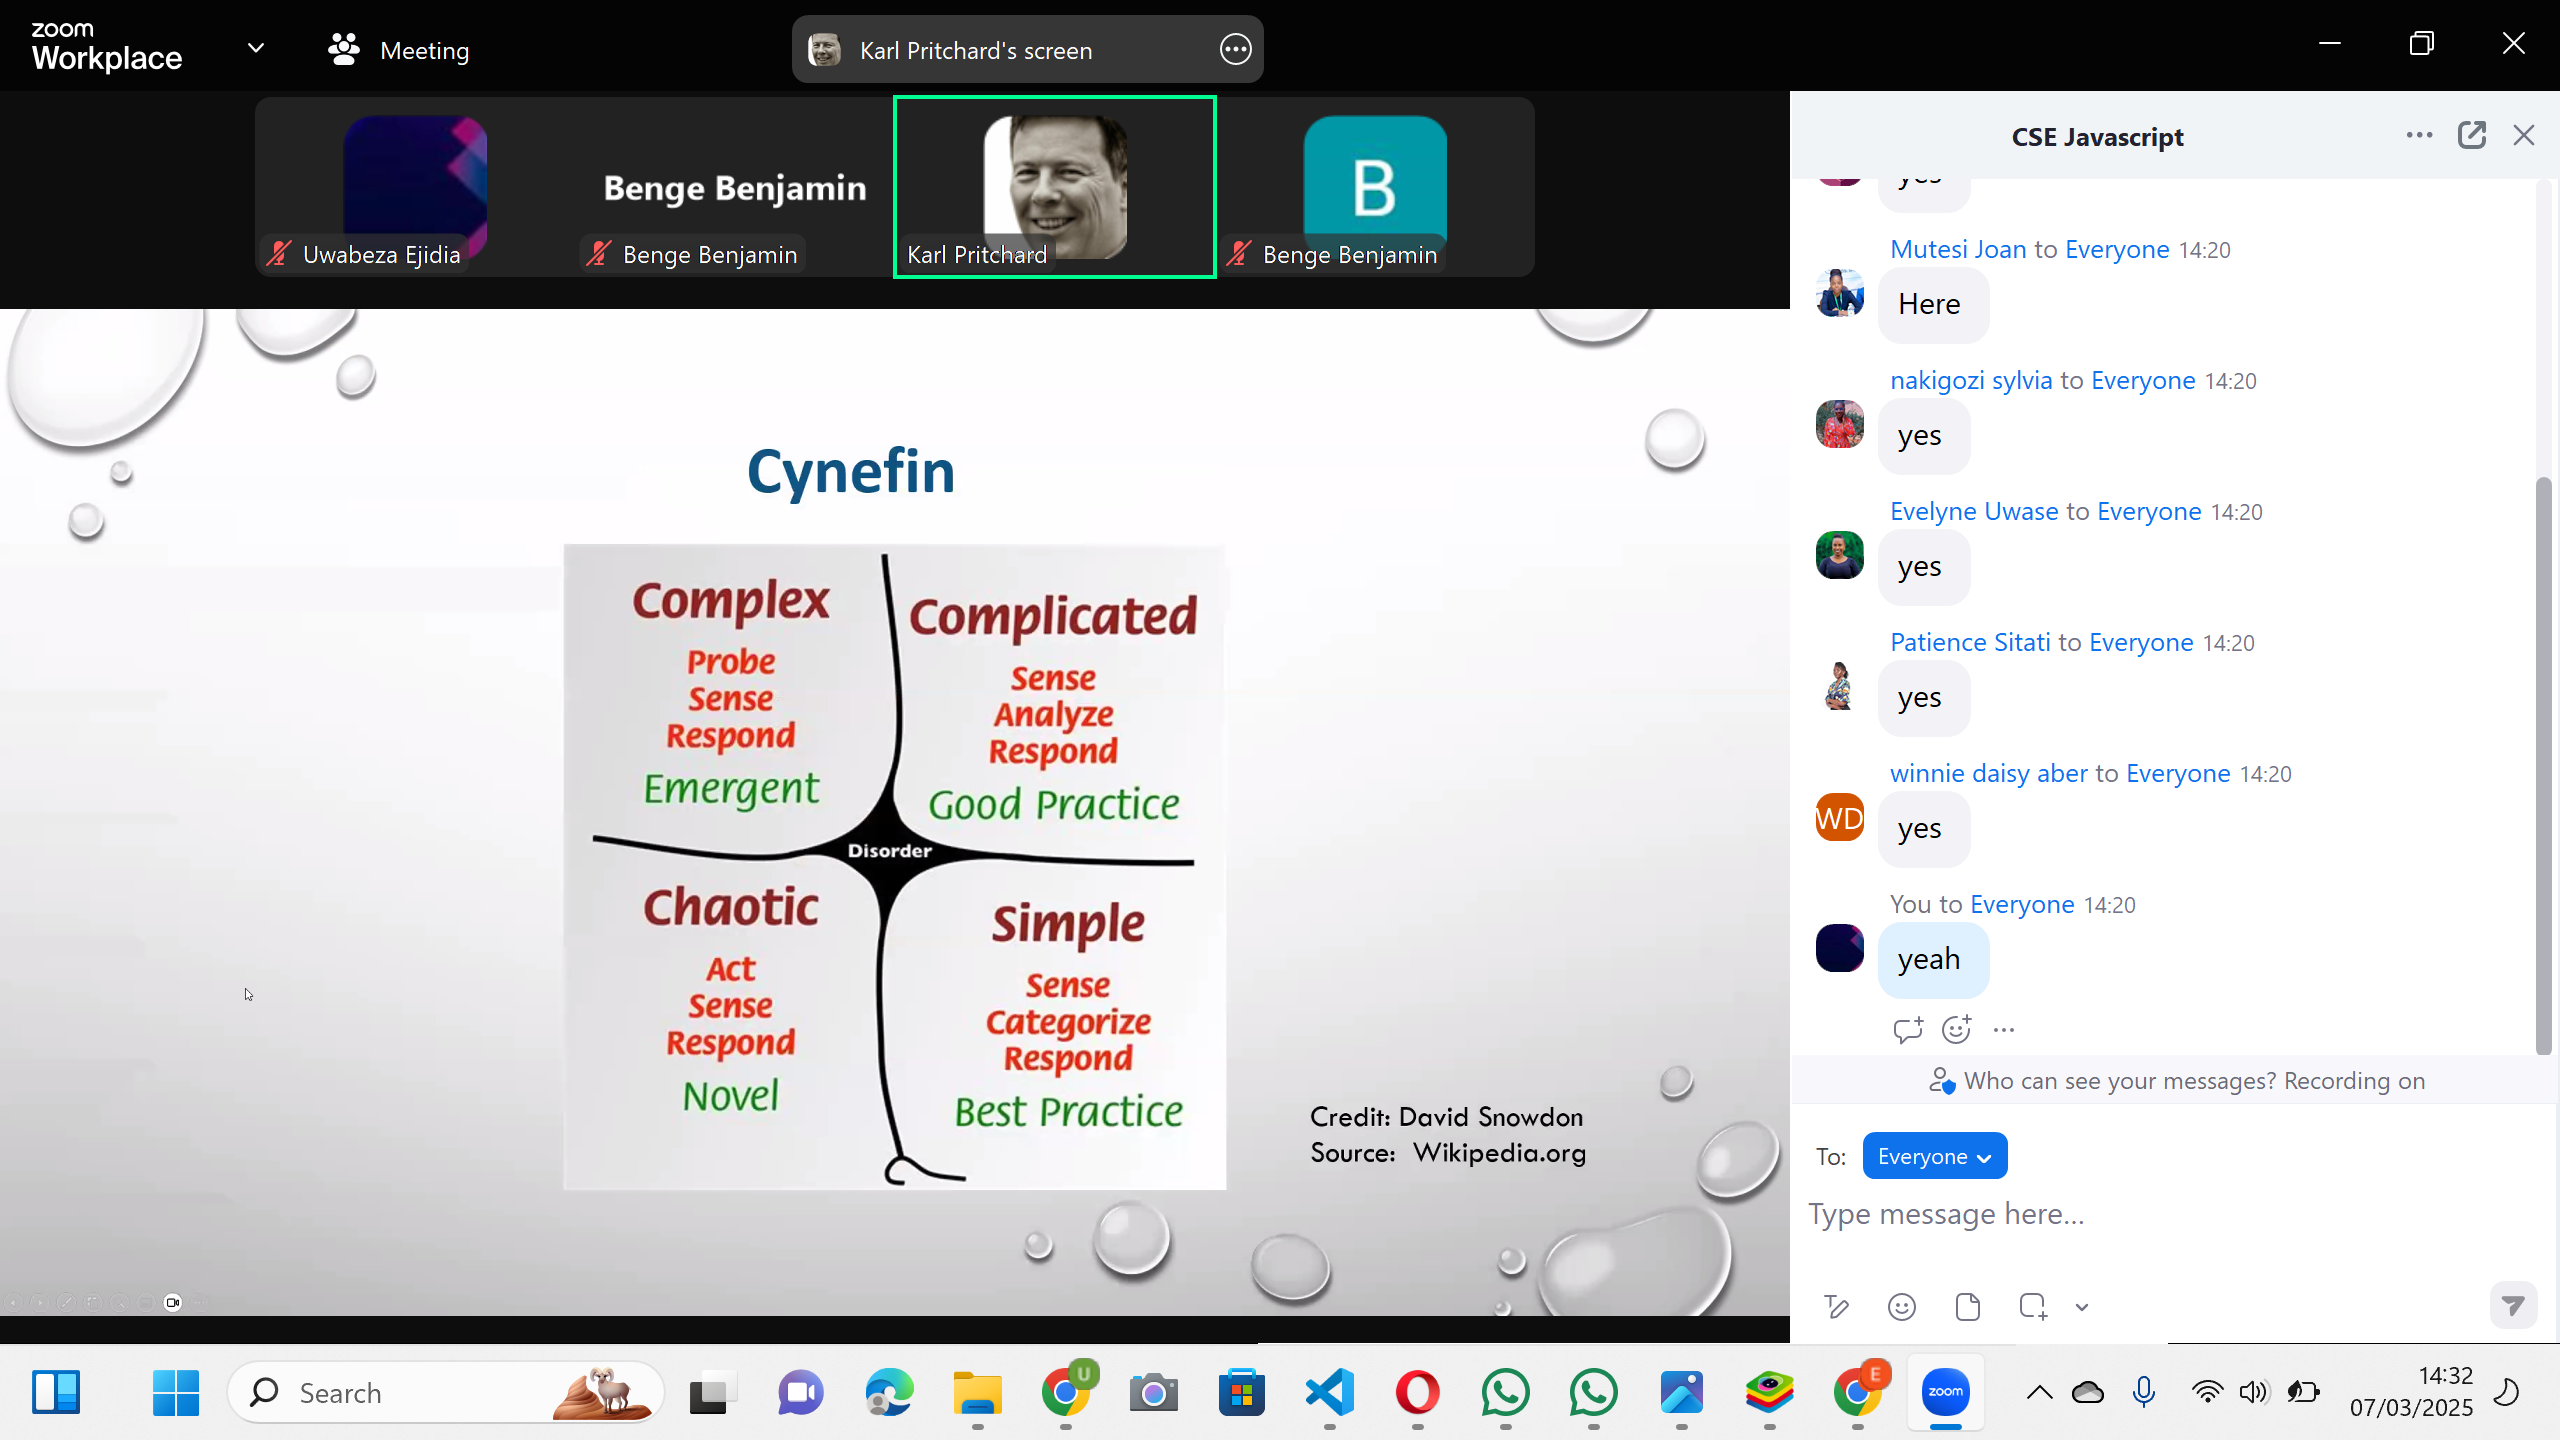 zoom
Workplace
Meeting
Karl Pritchard's screen
Benge Benjamin
B
Uwabeza Ejidia
Benge Benjamin
Karl Pritchard
Benge Benjamin
Cynefin
Complex
Probe
Sense
Respond
Emergent
Complicated
Sense
Analyze
Respond
Good Practice
Disorder
Chaotic
Act
Sense
Respond
Novel
Simple
Sense
Categorize
Respond
Best Practice
Credit: David Snowdon
Source: Wikipedia.org
CSE Javascript
yes
Mutesi Joan to Everyone 14:20
Here
nakigozi sylvia to Everyone 14:20
yes
Evelyne Uwase to Everyone 14:20
yes
Patience Sitati to Everyone 14:20
yes
winnie daisy aber to Everyone 14:20
WD
yes
You to Everyone 14:20
yeah
Who can see your messages? Recording on
To: Everyone
Type message here...
Search
U
E
zoom
14:32
07/03/2025